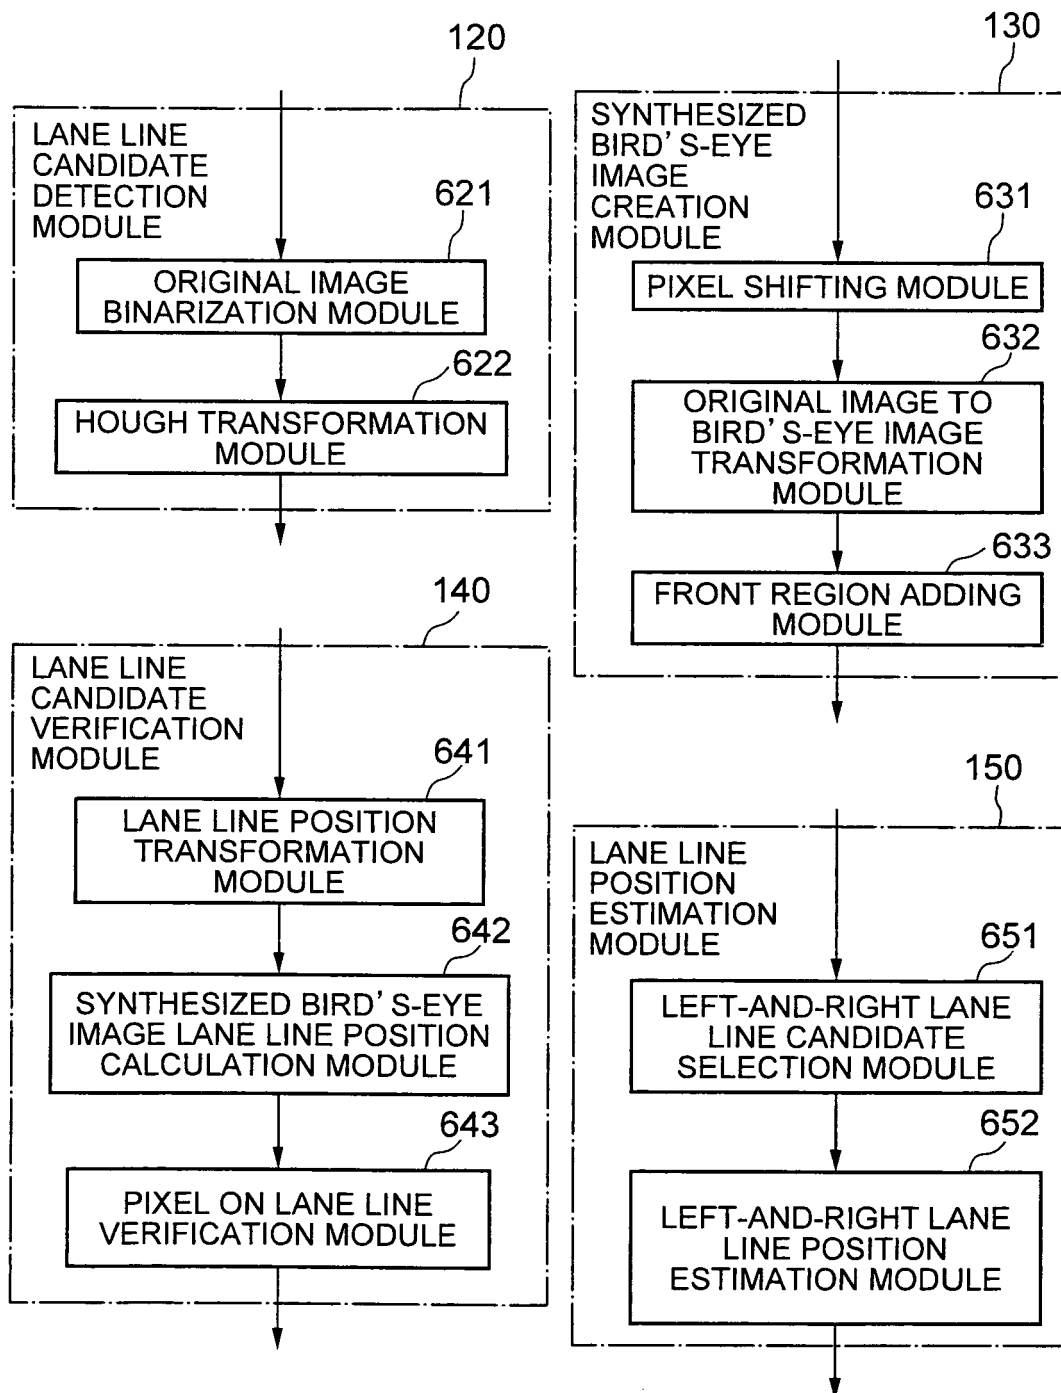 120
LANE LINE
CANDIDATE
DETECTION
MODULE
621
ORIGINAL IMAGE
BINARIZATION MODULE
622
HOUGH TRANSFORMATION
MODULE
130
SYNTHESIZED
BIRD'S-EYE
IMAGE
CREATION
MODULE
631
PIXEL SHIFTING MODULE
632
ORIGINAL IMAGE TO
BIRD'S-EYE IMAGE
TRANSFORMATION
MODULE
633
FRONT REGION ADDING
MODULE
140
LANE LINE
CANDIDATE
VERIFICATION
MODULE
641
LANE LINE POSITION
TRANSFORMATION
MODULE
642
SYNTHESIZED BIRD'S-EYE
IMAGE LANE LINE POSITION
CALCULATION MODULE
643
PIXEL ON LANE LINE
VERIFICATION MODULE
150
LANE LINE
POSITION
ESTIMATION
MODULE
651
LEFT-AND-RIGHT LANE
LINE CANDIDATE
SELECTION MODULE
652
LEFT-AND-RIGHT LANE
LINE POSITION
ESTIMATION MODULE